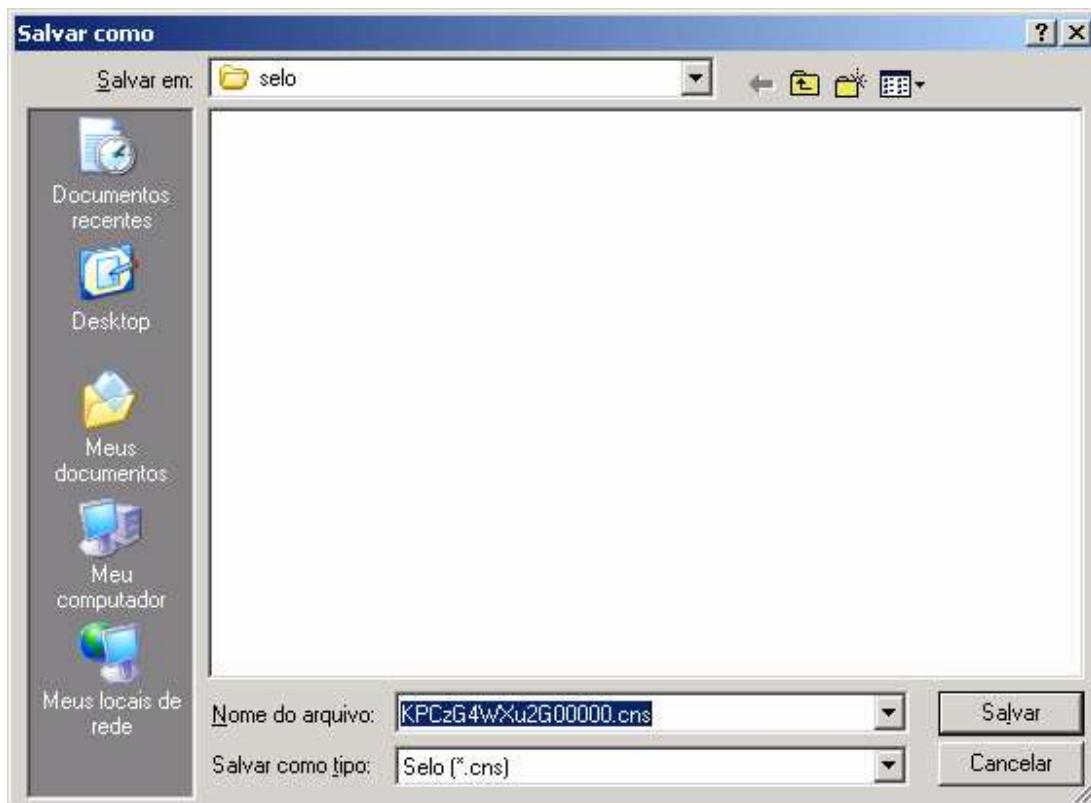 Salvar como
Salvar em:
selo
Documentos
recentes
Desktop
Meus
documentos
Meu
computador
Meus locais de
rede
Nome do arquivo:
KPCzG4WXu2G00000.cns
Salvar
Salvar como tipo:
Selo (*.cns)
Cancelar